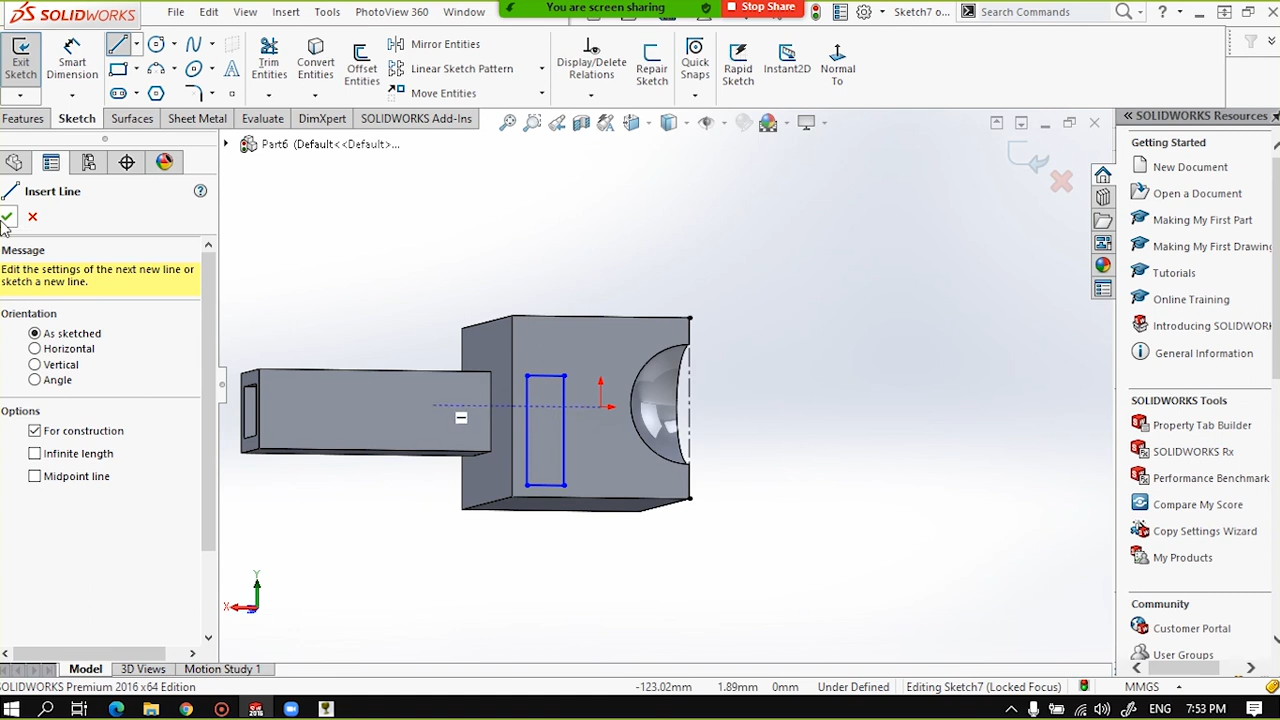 SOLIDWORKS
File
Edit
View
Insert
Tools
PhotoView 360
Window
You are screen sharing
Stop Share
Sketch7 o...
Search Commands
Exit Sketch
Smart Dimension
Trim Entities
Convert Entities
Offset Entities
Mirror Entities
Linear Sketch Pattern
Move Entities
Display/Delete Relations
Repair Sketch
Quick Snaps
Rapid Sketch
Instant2D
Normal To
Features
Sketch
Surfaces
Sheet Metal
Evaluate
DimXpert
SOLIDWORKS Add-Ins
Part6 (Default<<Default>...
Insert Line
Message
Edit the settings of the next new line or
sketch a new line.
Orientation
As sketched
Horizontal
Vertical
Angle
Options
For construction
Infinite length
Midpoint line
Y
X
SOLIDWORKS Resources
Getting Started
New Document
Open a Document
Making My First Part
Making My First Drawing
Tutorials
Online Training
Introducing SOLIDWORK
General Information
SOLIDWORKS Tools
Property Tab Builder
SOLIDWORKS Rx
Performance Benchmark
Compare My Score
Copy Settings Wizard
My Products
Community
Customer Portal
User Groups
Model
3D Views
Motion Study 1
SOLIDWORKS Premium 2016 x64 Edition
-123.02mm
1.89mm
0mm
Under Defined
Editing Sketch7 (Locked Focus)
MMGS
ENG
7:53 PM